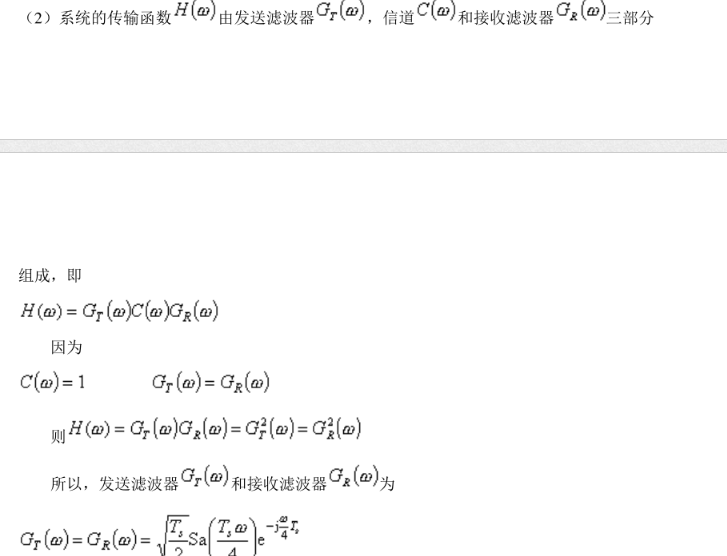 （2）系统的传输函数H(ω)由发送滤波器G_T(ω)，信道C(ω)和接收滤波器G_R(ω)三部分
组成，即
H(ω) = G_T(ω)C(ω)G_R(ω)
因为
C(ω) = 1 G_T(ω) = G_R(ω)
则H(ω) = G_T(ω)G_R(ω) = G_T^2(ω) = G_R^2(ω)
所以，发送滤波器G_T(ω)和接收滤波器G_R(ω)为
G_T(ω) = G_R(ω) = √(T_s/2) Sa(T_s ω/4) e^{-j(ω/4)T_s}